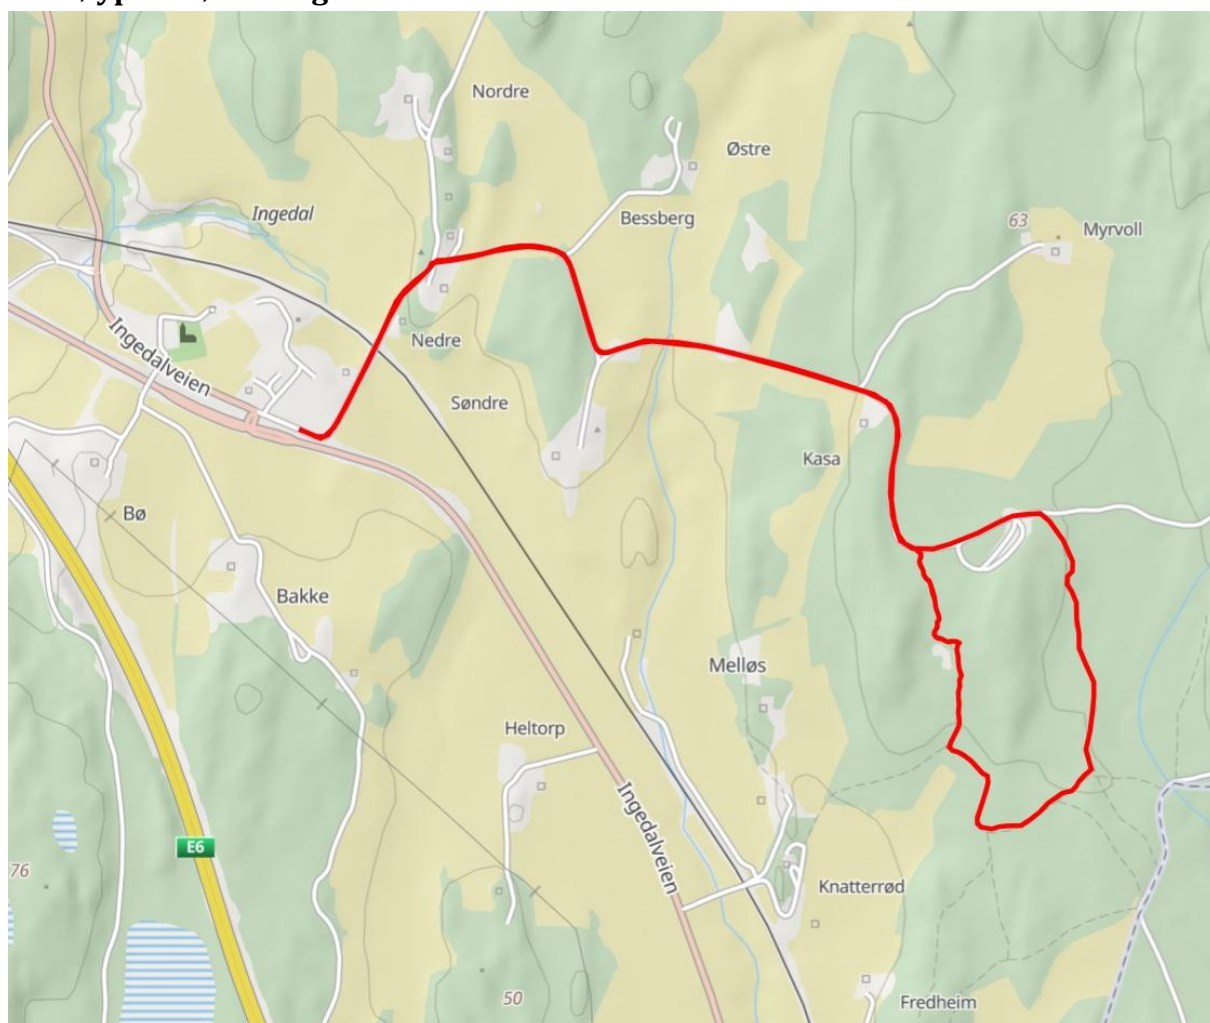 Nordre
Østre
Ingedal
Bessberg
63
Myrvoll
Ingedalveien
Nedre
Søndre
Kasa
Bø
Bakke
Melløs
Heltorp
Ingedalveien
E6
76
Knatterrød
50
Fredheim